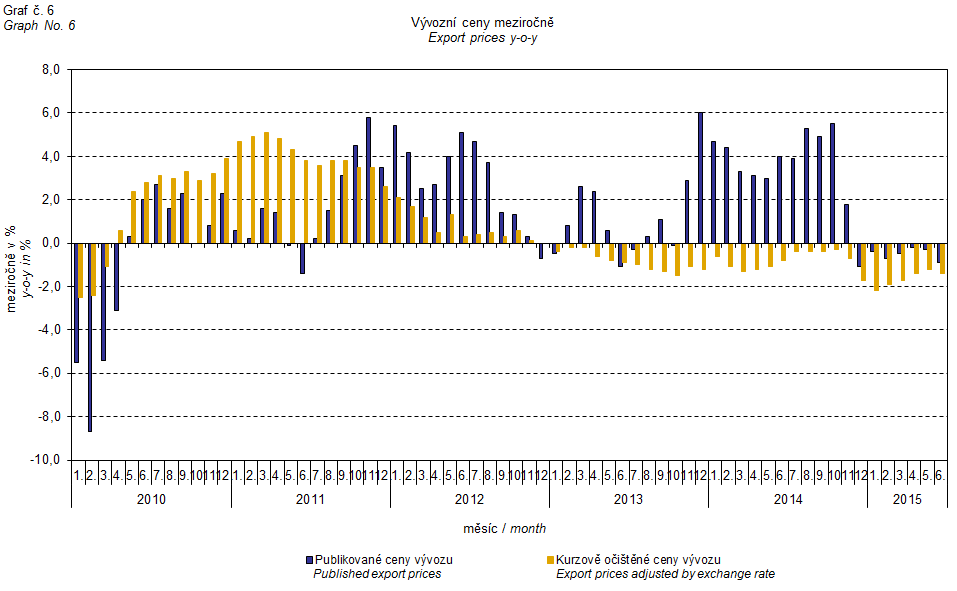 Graf č. 6
Graph No. 6
Vývozní ceny meziročně
Export prices y-o-y
8,0
6,0
4,0
2,0
0,0
-2,0
-4,0
-6,0
-8,0
-10,0
meziročně v %
y-o-y in %
1. 2. 3. 4. 5. 6. 7. 8. 9. 10 11 12 1. 2. 3. 4. 5. 6. 7. 8. 9. 10 11 12 1. 2. 3. 4. 5. 6. 7. 8. 9. 10 11 12 1. 2. 3. 4. 5. 6. 7. 8. 9. 10 11 12 1. 2. 3. 4. 5. 6. 7. 8. 9. 10 11 12 1. 2. 3. 4. 5. 6.
2010 2011 2012 2013 2014 2015
měsíc / month
Publikované ceny vývozu Kurzově očištěné ceny vývozu
Published export prices Export prices adjusted by exchange rate